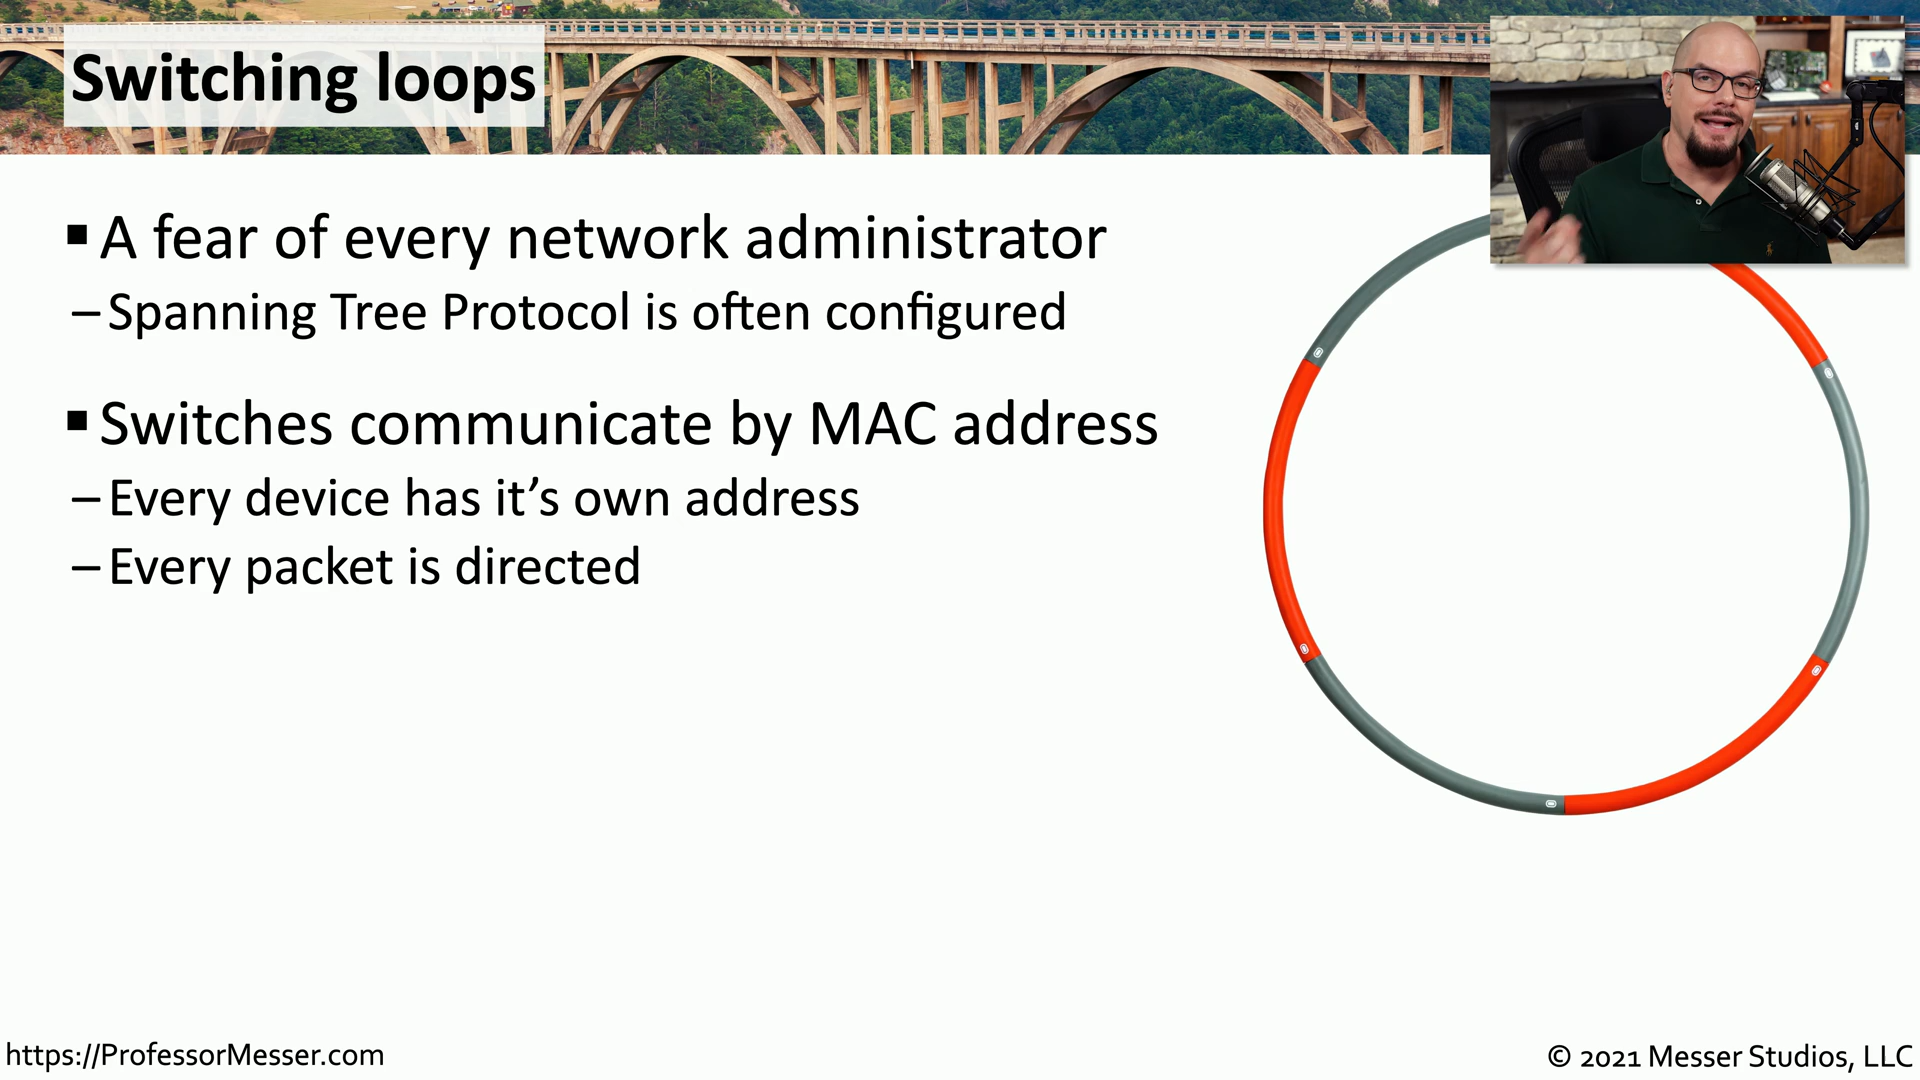 Switching loops
▪ A fear of every network administrator
– Spanning Tree Protocol is often configured
▪ Switches communicate by MAC address
– Every device has it’s own address
– Every packet is directed
https://ProfessorMesser.com
© 2021 Messer Studios, LLC